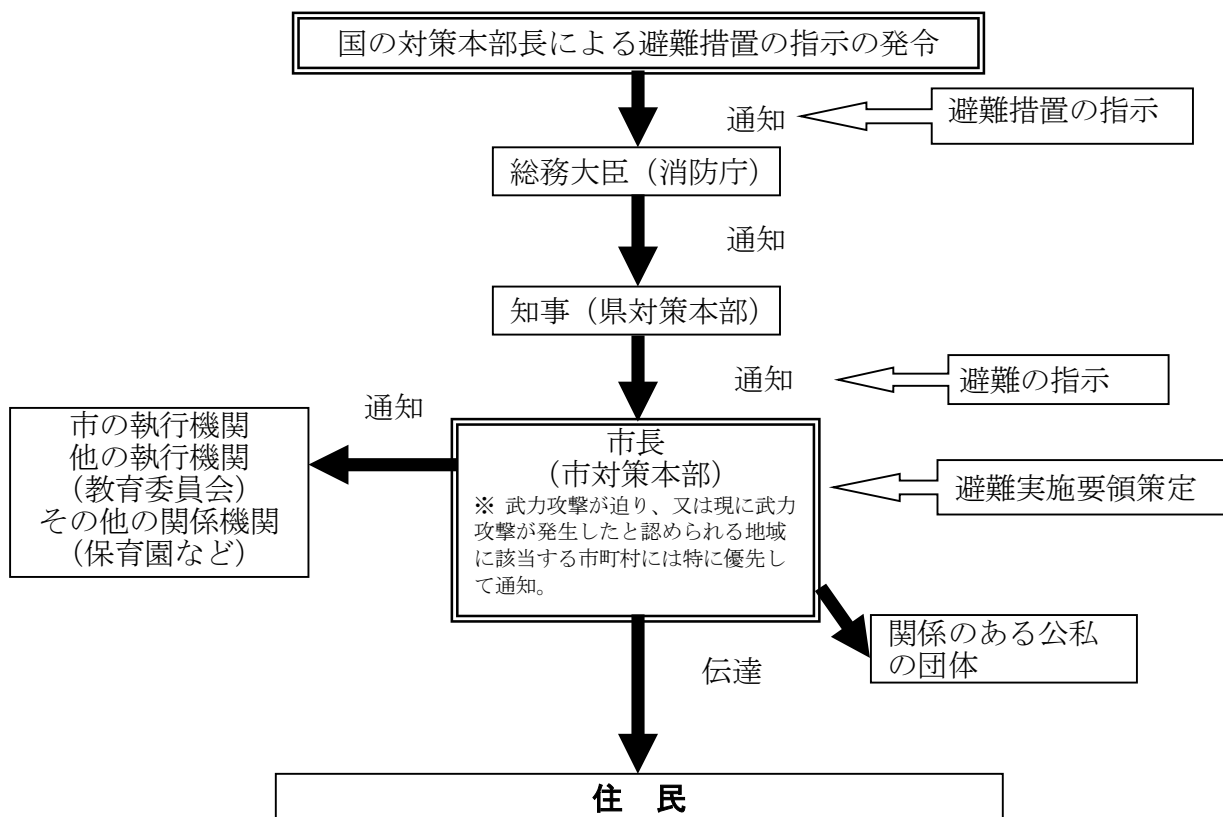 国の対策本部長による避難措置の指示の発令
通知
避難措置の指示
総務大臣（消防庁）
通知
知事（県対策本部）
通知
避難の指示
通知
市の執行機関
他の執行機関
（教育委員会）
その他の関係機関
（保育園など）
市長
（市対策本部）
※ 武力攻撃が迫り、又は現に武力
攻撃が発生したと認められる地域
に該当する市町村には特に優先し
て通知。
避難実施要領策定
関係のある公私
の団体
伝達
住　民